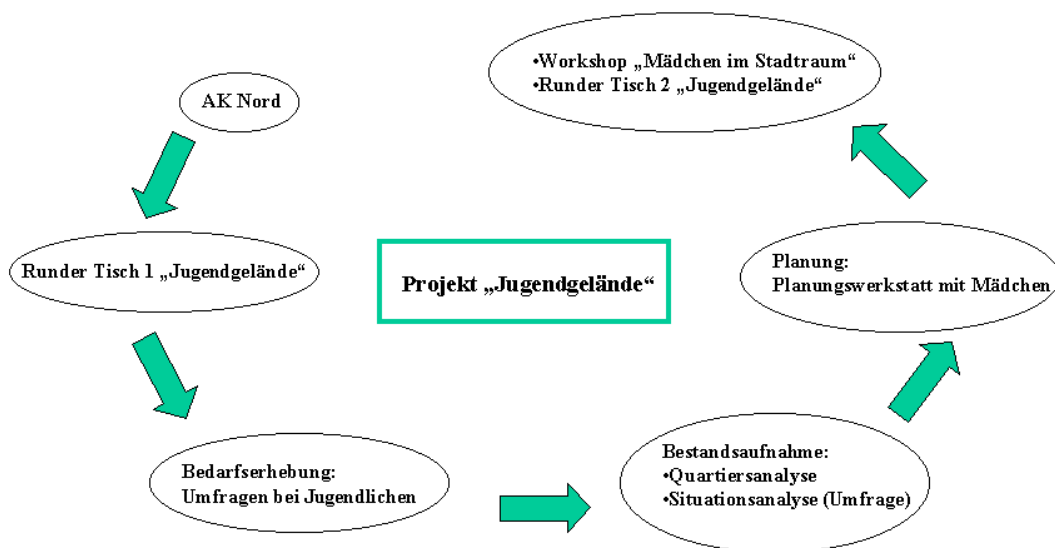 AK Nord
Runder Tisch 1 „Jugendgelände“
Bedarfserhebung:
Umfragen bei Jugendlichen
Bestandsaufnahme:
•Quartiersanalyse
•Situationsanalyse (Umfrage)
Planung:
Planungswerkstatt mit Mädchen
•Workshop „Mädchen im Stadtraum“
•Runder Tisch 2 „Jugendgelände“
Projekt „Jugendgelände“